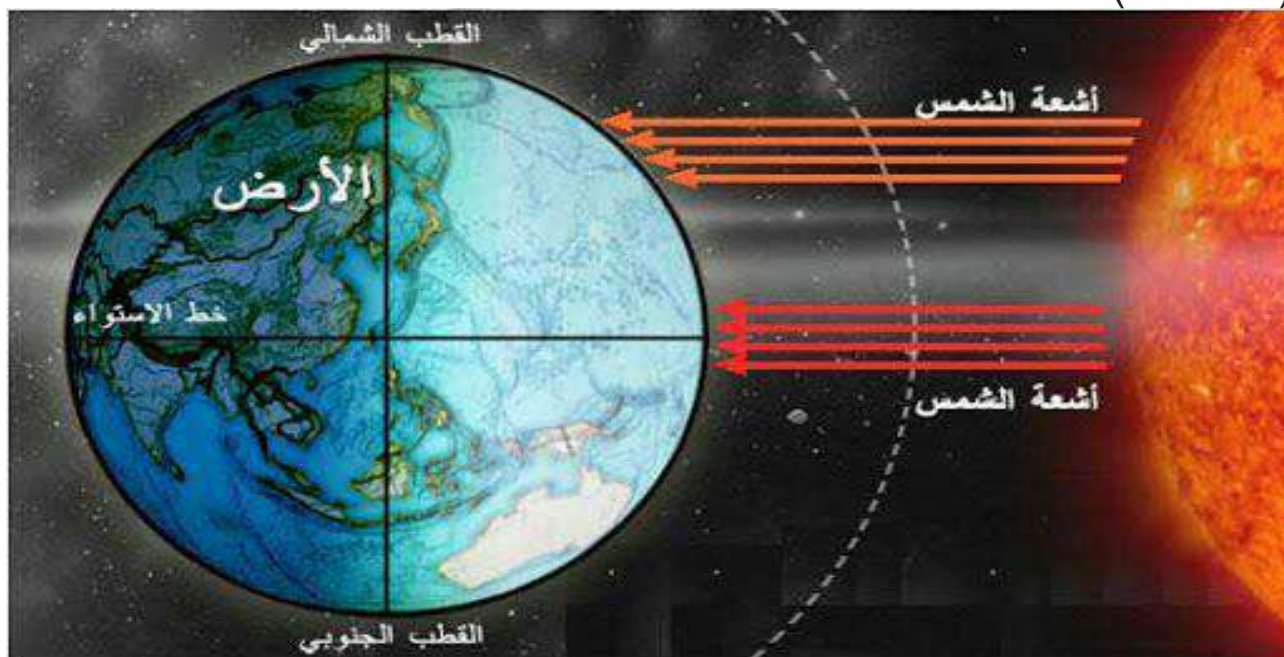 القطب الشمالي
أشعة الشمس
الأرض
خط الاستواء
أشعة الشمس
القطب الجنوبي